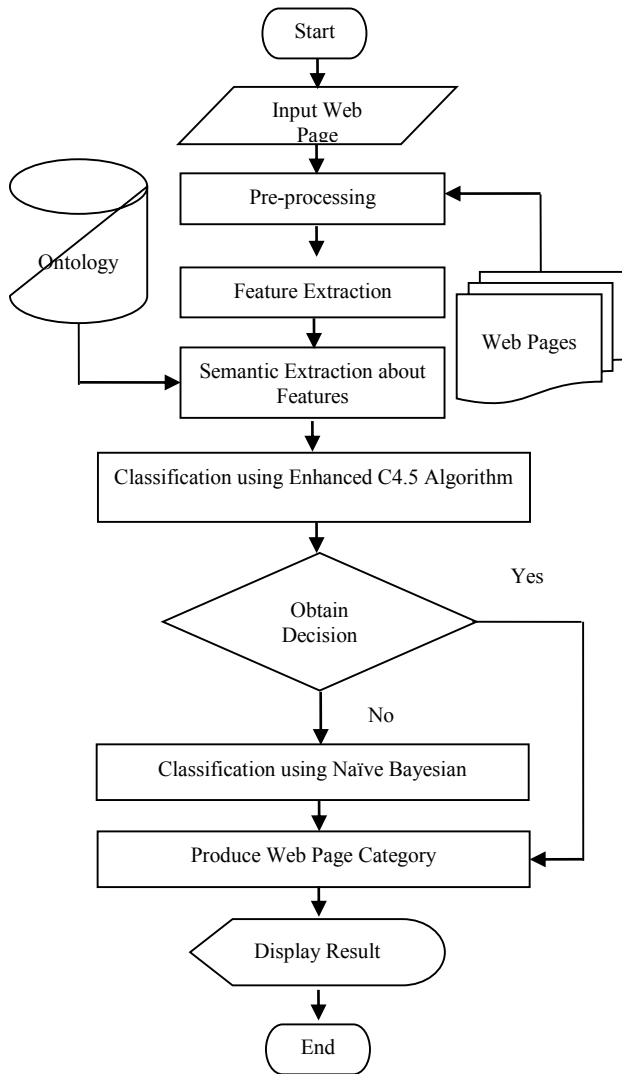 Start
Input Web
Page
Pre-processing
Ontology
Feature Extraction
Web Pages
Semantic Extraction about
Features
Classification using Enhanced C4.5 Algorithm
Yes
Obtain
Decision
No
Classification using Naïve Bayesian
Produce Web Page Category
Display Result
End